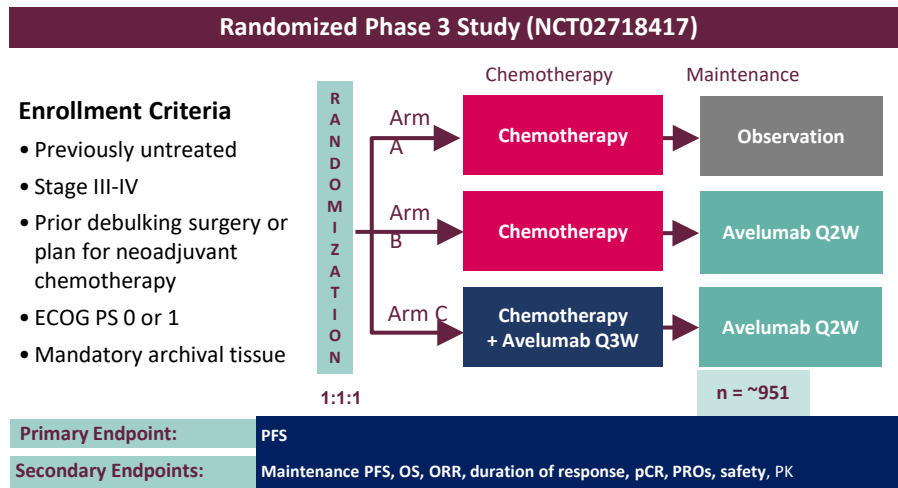 Randomized Phase 3 Study (NCT02718417)
Chemotherapy
Maintenance
Enrollment Criteria
• Previously untreated
• Stage III-IV
• Prior debulking surgery or
plan for neoadjuvant
chemotherapy
• ECOG PS 0 or 1
• Mandatory archival tissue
RANDOMIZATION
1:1:1
Arm
A
Chemotherapy
Observation
Arm
B
Chemotherapy
Avelumab Q2W
Arm C
Chemotherapy
+ Avelumab Q3W
Avelumab Q2W
n = ~951
Primary Endpoint:
PFS
Secondary Endpoints:
Maintenance PFS, OS, ORR, duration of response, pCR, PROs, safety, PK